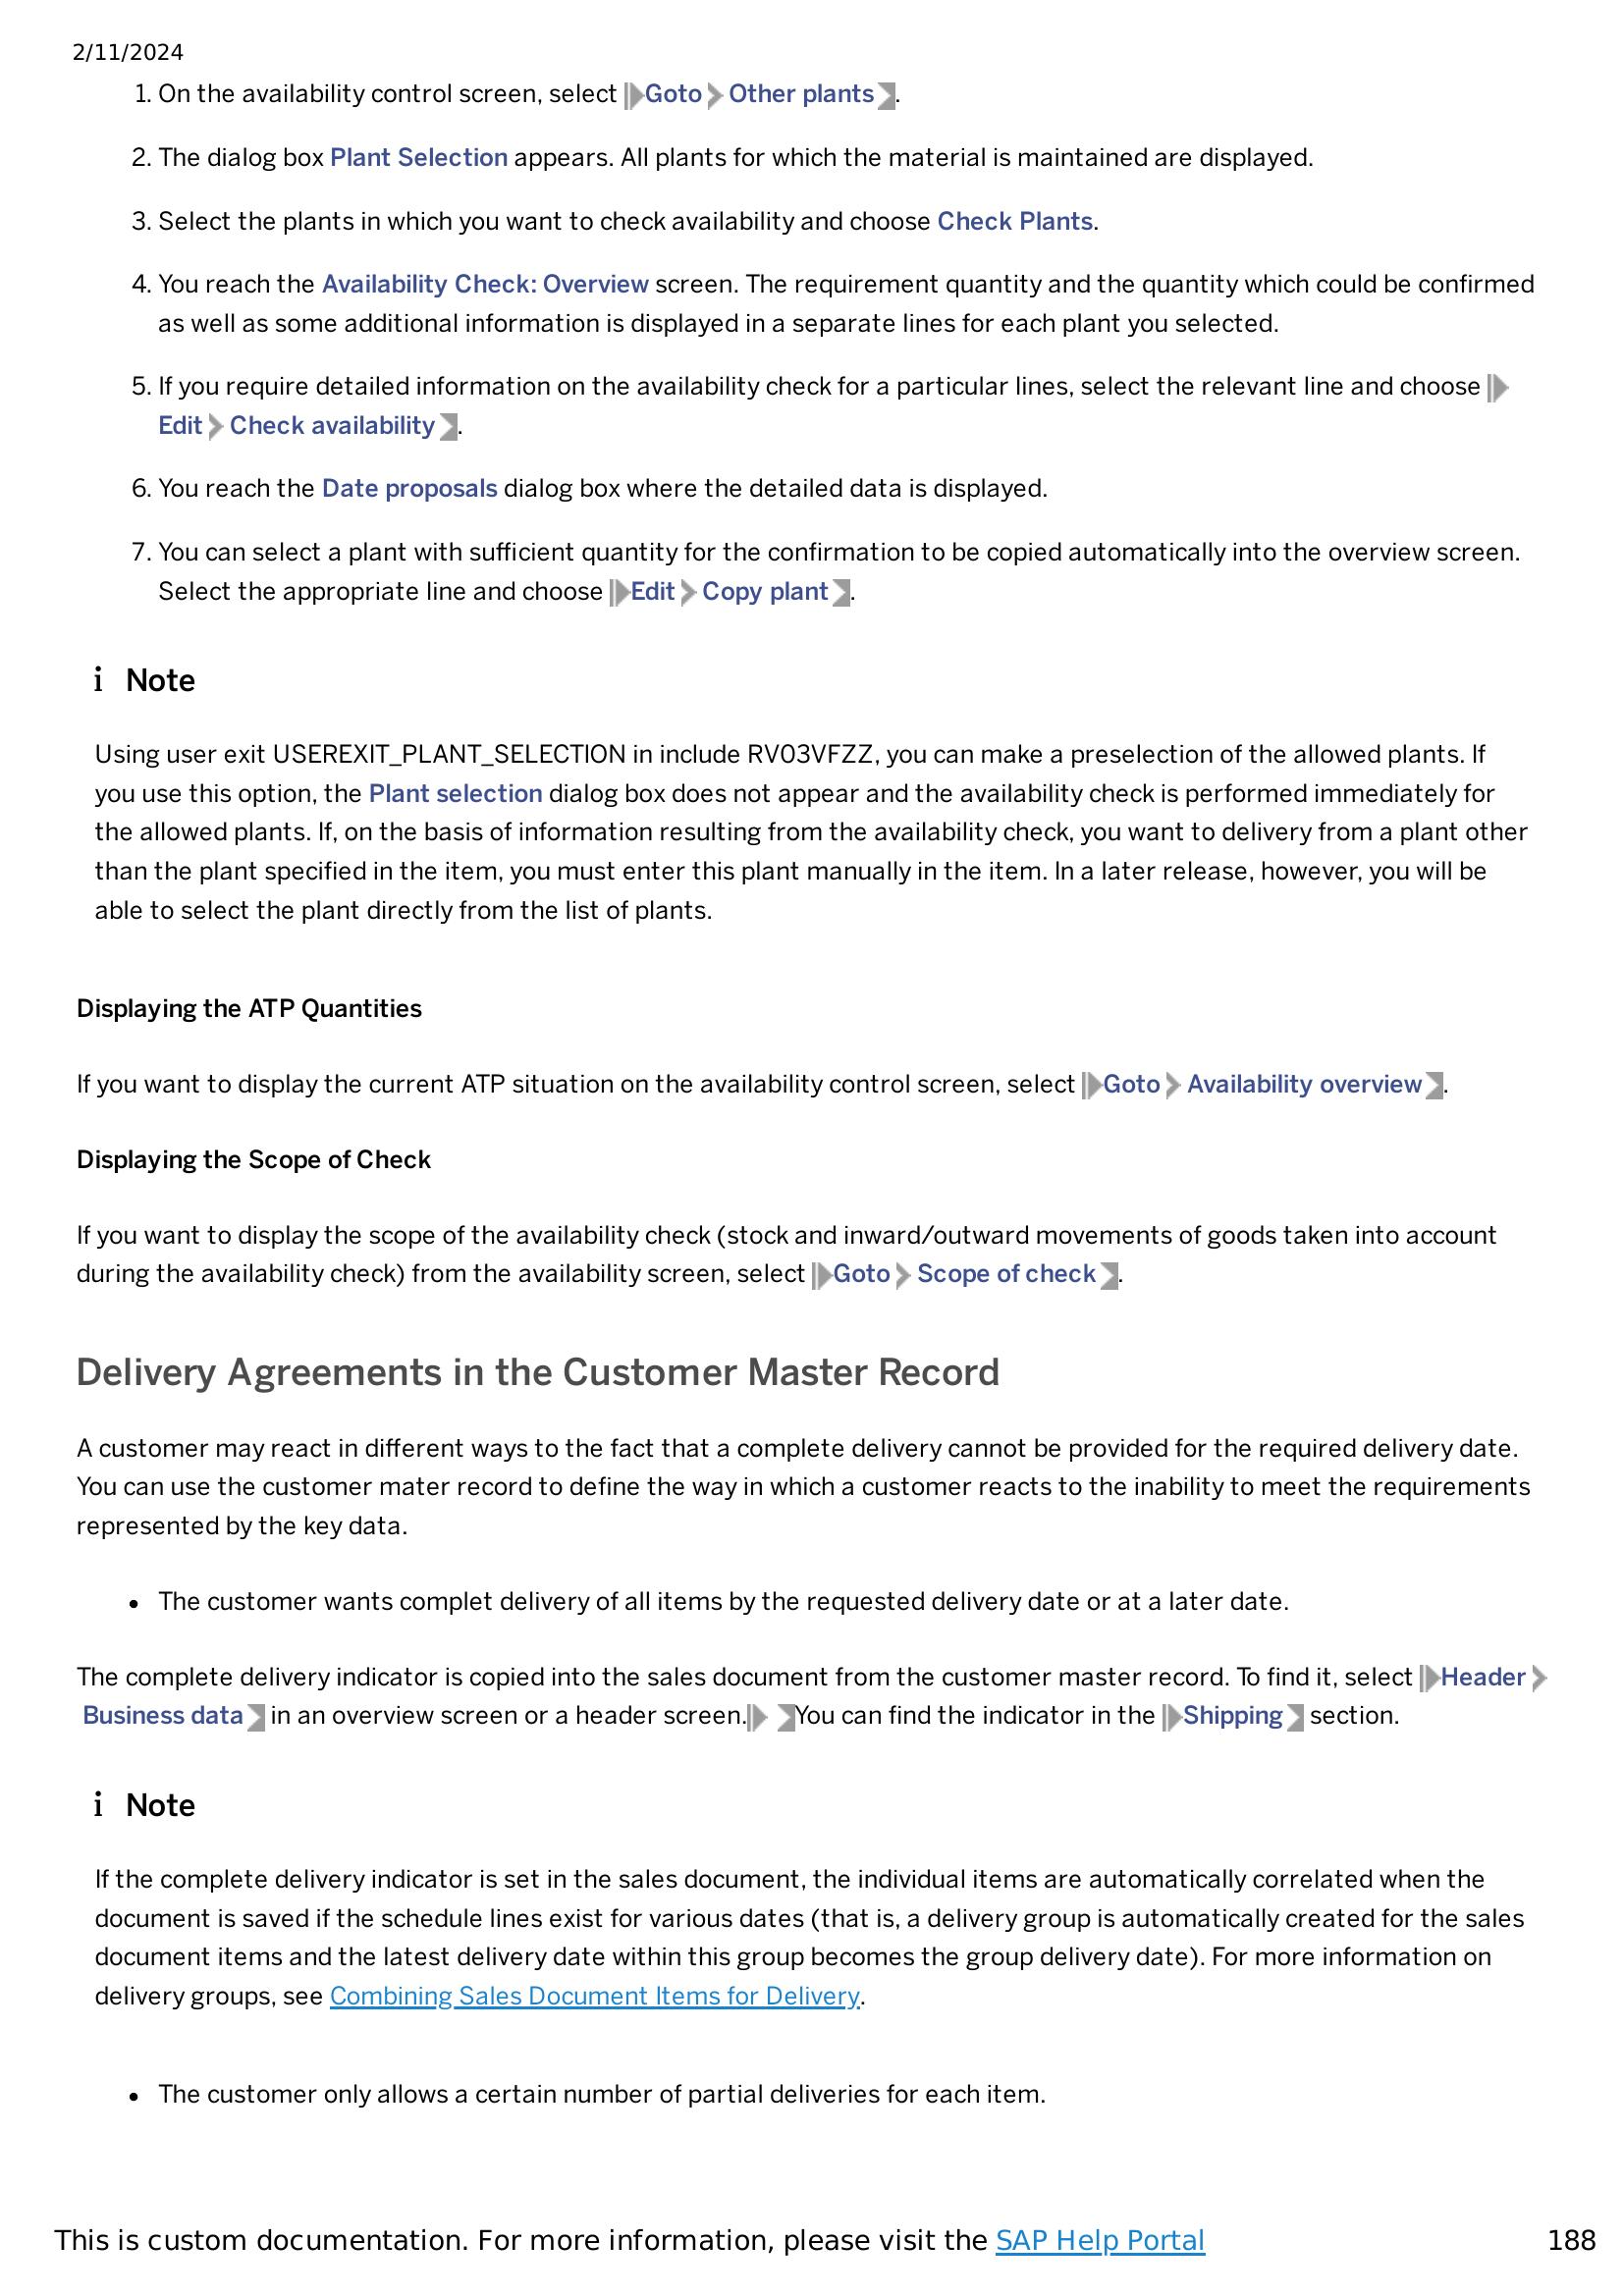 2/11/2024
1. On the availability control screen, select Goto Other plants.
2. The dialog box Plant Selection appears. All plants for which the material is maintained are displayed.
3. Select the plants in which you want to check availability and choose Check Plants.
4. You reach the Availability Check: Overview screen. The requirement quantity and the quantity which could be confirmed
as well as some additional information is displayed in a separate lines for each plant you selected.
5. If you require detailed information on the availability check for a particular lines, select the relevant line and choose
Edit Check availability.
6. You reach the Date proposals dialog box where the detailed data is displayed.
7. You can select a plant with sufficient quantity for the confirmation to be copied automatically into the overview screen.
Select the appropriate line and choose Edit Copy plant.
i Note
Using user exit USEREXIT_PLANT_SELECTION in include RV03VFZZ, you can make a preselection of the allowed plants. If
you use this option, the Plant selection dialog box does not appear and the availability check is performed immediately for
the allowed plants. If, on the basis of information resulting from the availability check, you want to delivery from a plant other
than the plant specified in the item, you must enter this plant manually in the item. In a later release, however, you will be
able to select the plant directly from the list of plants.
Displaying the ATP Quantities
If you want to display the current ATP situation on the availability control screen, select Goto Availability overview.
Displaying the Scope of Check
If you want to display the scope of the availability check (stock and inward/outward movements of goods taken into account
during the availability check) from the availability screen, select Goto Scope of check.
Delivery Agreements in the Customer Master Record
A customer may react in different ways to the fact that a complete delivery cannot be provided for the required delivery date.
You can use the customer mater record to define the way in which a customer reacts to the inability to meet the requirements
represented by the key data.
• The customer wants complet delivery of all items by the requested delivery date or at a later date.
The complete delivery indicator is copied into the sales document from the customer master record. To find it, select Header
Business data in an overview screen or a header screen. You can find the indicator in the Shipping section.
i Note
If the complete delivery indicator is set in the sales document, the individual items are automatically correlated when the
document is saved if the schedule lines exist for various dates (that is, a delivery group is automatically created for the sales
document items and the latest delivery date within this group becomes the group delivery date). For more information on
delivery groups, see Combining Sales Document Items for Delivery.
• The customer only allows a certain number of partial deliveries for each item.
This is custom documentation. For more information, please visit the SAP Help Portal 188